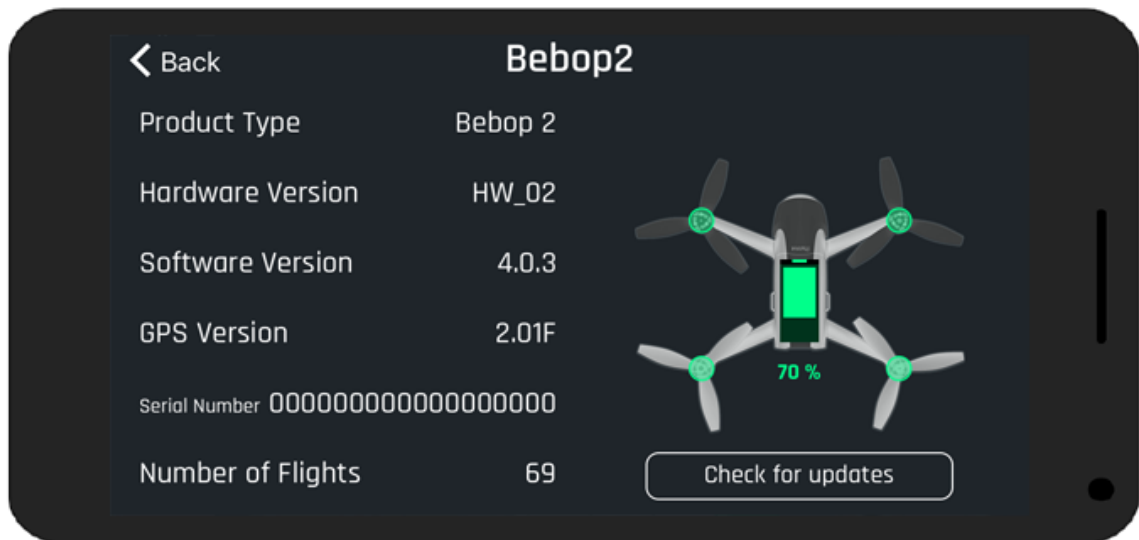 Back
Bebop2
Product Type Bebop 2
Hardware Version HW_02
Software Version 4.0.3
GPS Version 2.01F
Serial Number 000000000000000000
Number of Flights 69
70 %
Check for updates